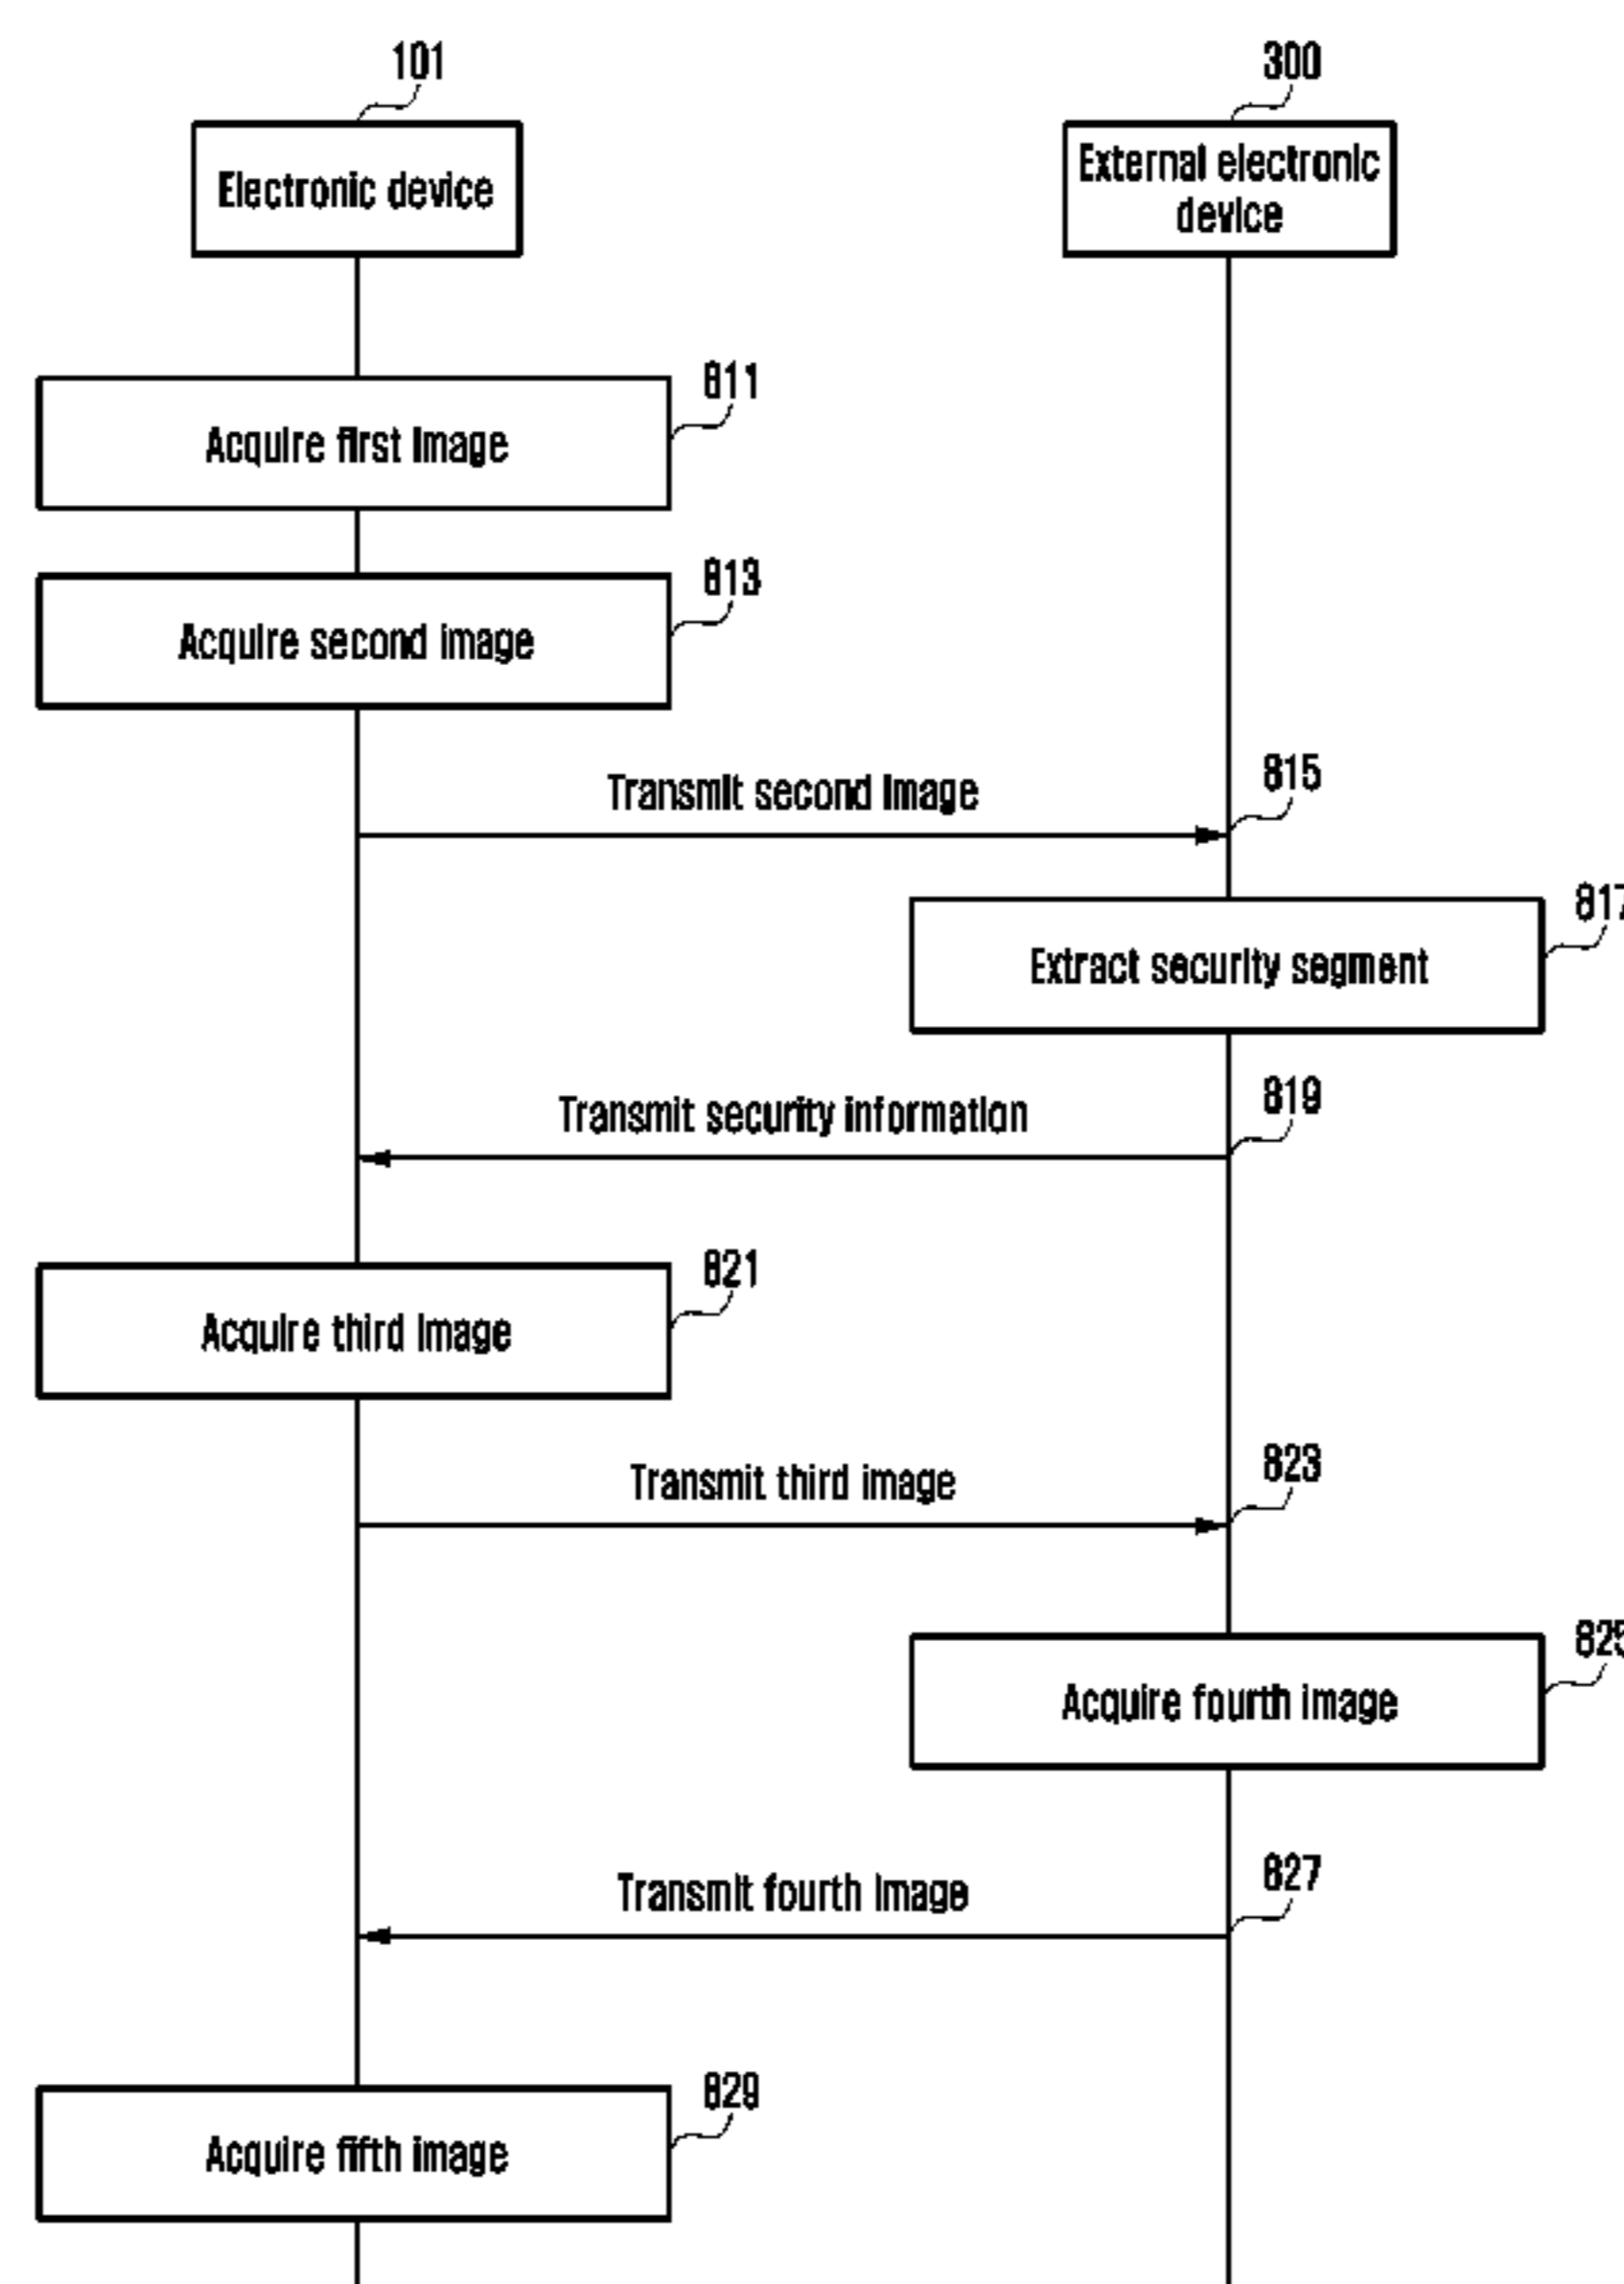 101
300
Electronic device
External electronic
device
811
Acquire first image
813
Acquire second image
Transmit second image
815
817
Extract security segment
Transmit security information
819
821
Acquire third image
Transmit third image
823
825
Acquire fourth image
Transmit fourth image
827
829
Acquire fifth image